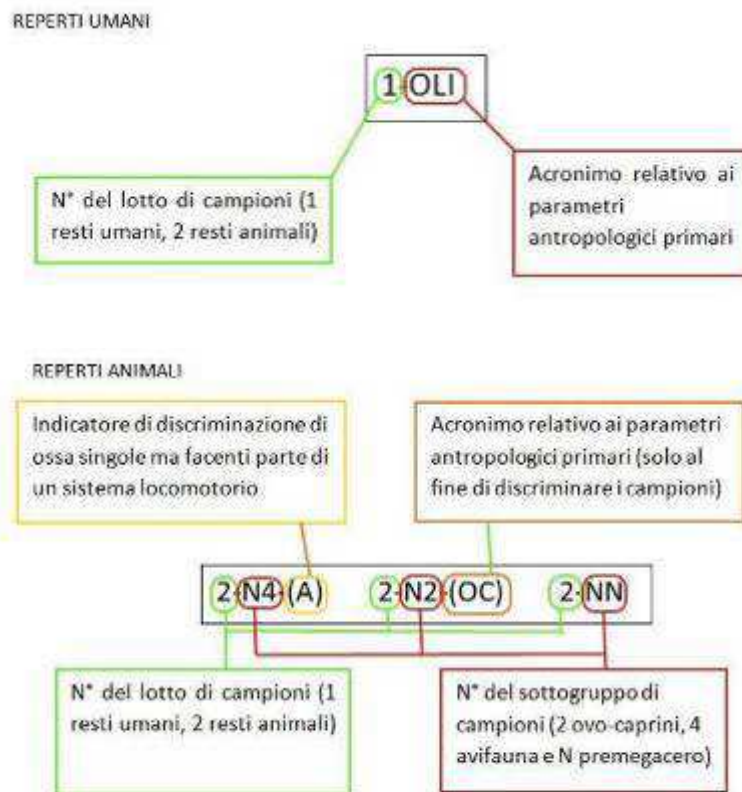 REPERTI UMANI
1-OLI
N° del lotto di campioni (1
resti umani, 2 resti animali)
Acronimo relativo ai
parametri
antropologici primari
REPERTI ANIMALI
Indicatore di discriminazione di
ossa singole ma facenti parte di
un sistema locomotorio
Acronimo relativo ai parametri
antropologici primari (solo al
fine di discriminare i campioni)
2-N4-(A) 2-N2-(OC) 2-NN
N° del lotto di campioni (1
resti umani, 2 resti animali)
N° del sottogruppo di
campioni (2 ovo-caprini, 4
avifauna e N premegacero)